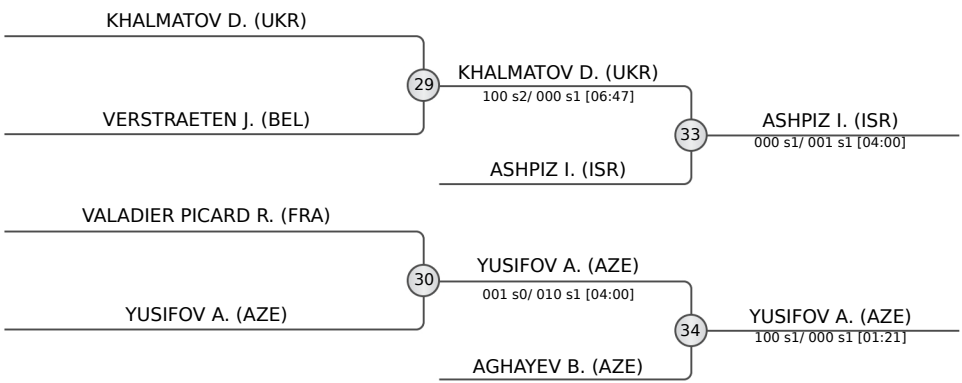 KHALMATOV D. (UKR)
29
VERSTRAETEN J. (BEL)
KHALMATOV D. (UKR)
100 s2/ 000 s1 [06:47]
33
ASHPIZ I. (ISR)
ASHPIZ I. (ISR)
000 s1/ 001 s1 [04:00]
VALADIER PICARD R. (FRA)
30
YUSIFOV A. (AZE)
YUSIFOV A. (AZE)
001 s0/ 010 s1 [04:00]
34
AGHAYEV B. (AZE)
YUSIFOV A. (AZE)
100 s1/ 000 s1 [01:21]